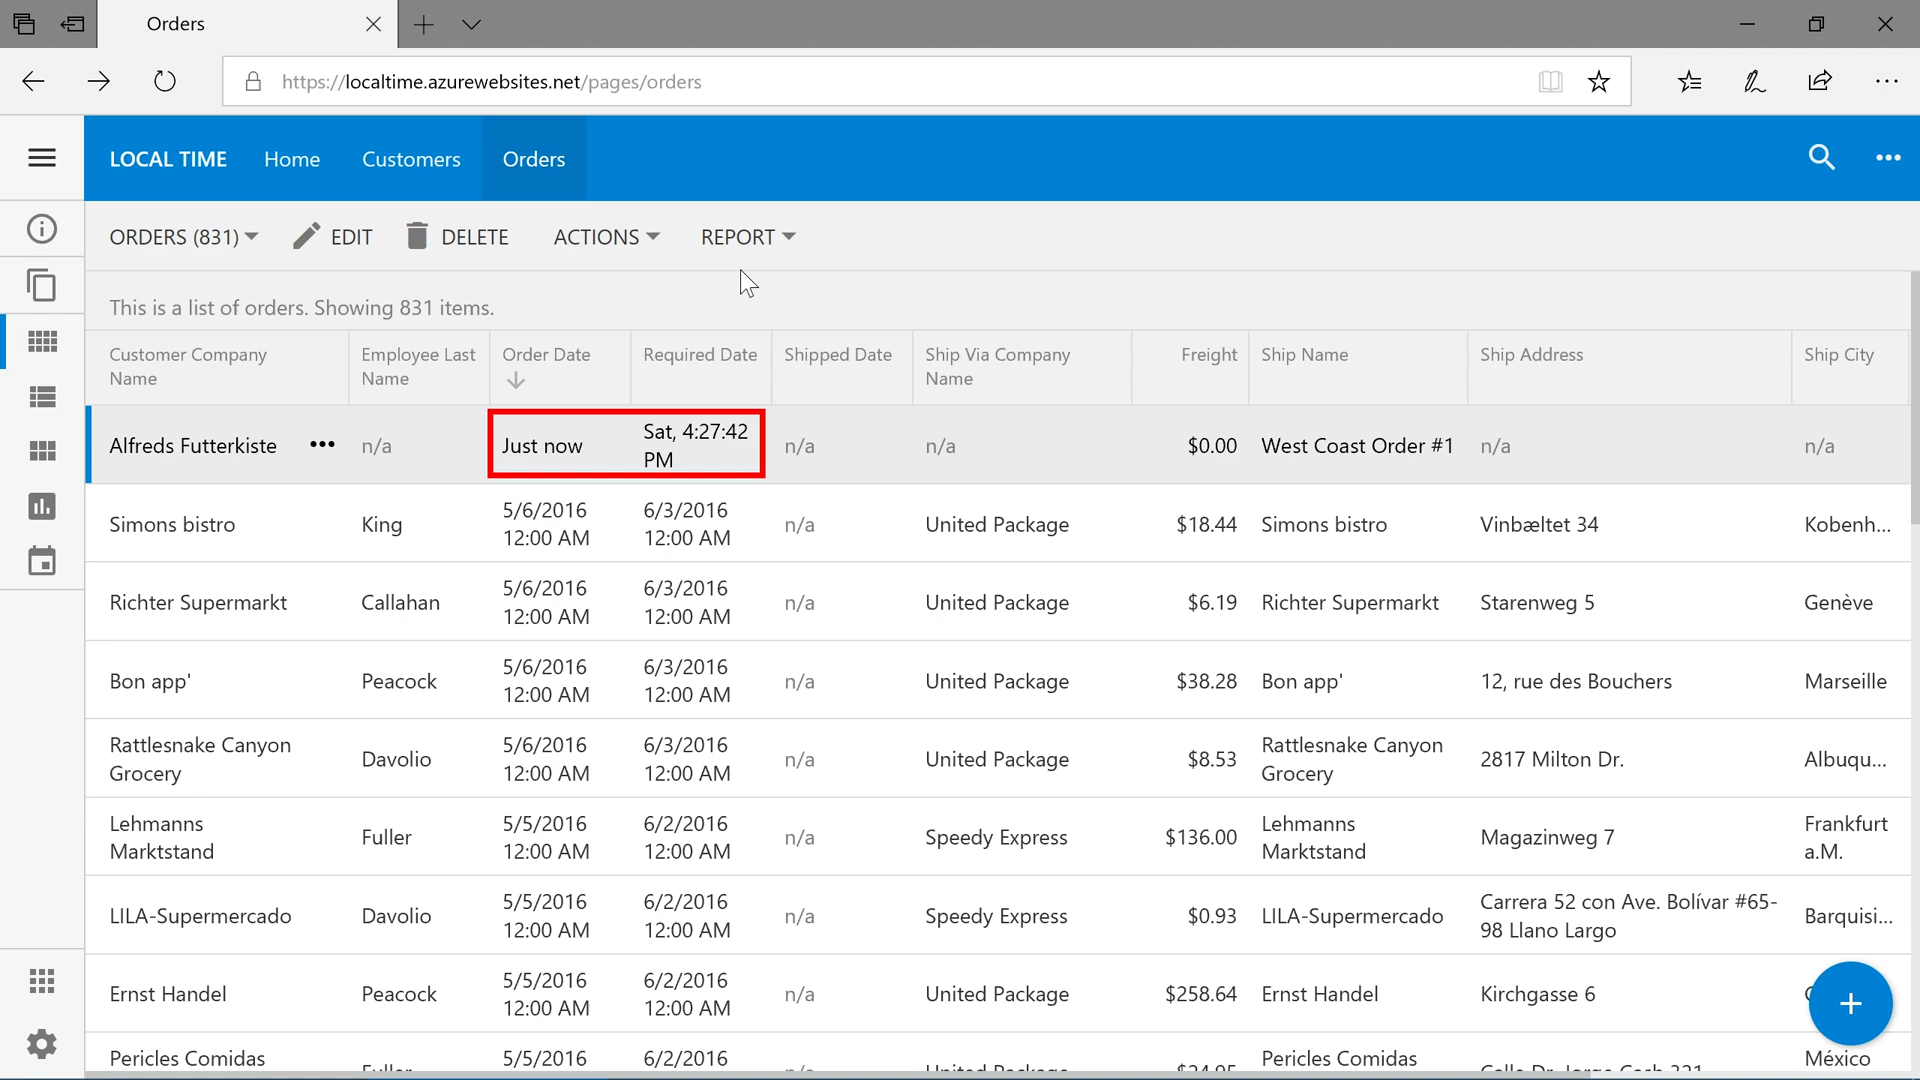 Orders
https://localtime.azurewebsites.net/pages/orders
LOCAL TIME Home Customers Orders
ORDERS (831) EDIT DELETE ACTIONS REPORT
This is a list of orders. Showing 831 items.
Customer Company Name Employee Last Name Order Date Required Date Shipped Date Ship Via Company Name Freight Ship Name Ship Address Ship City
Alfreds Futterkiste n/a Just now Sat, 4:27:42 PM n/a n/a $0.00 West Coast Order #1 n/a n/a
Simons bistro King 5/6/2016 12:00 AM 6/3/2016 12:00 AM n/a United Package $18.44 Simons bistro Vinbæltet 34 Kobenh...
Richter Supermarkt Callahan 5/6/2016 12:00 AM 6/3/2016 12:00 AM n/a United Package $6.19 Richter Supermarkt Starenweg 5 Genève
Bon app' Peacock 5/6/2016 12:00 AM 6/3/2016 12:00 AM n/a United Package $38.28 Bon app' 12, rue des Bouchers Marseille
Rattlesnake Canyon Grocery Davolio 5/6/2016 12:00 AM 6/3/2016 12:00 AM n/a United Package $8.53 Rattlesnake Canyon Grocery 2817 Milton Dr. Albuqu...
Lehmanns Marktstand Fuller 5/5/2016 12:00 AM 6/2/2016 12:00 AM n/a Speedy Express $136.00 Lehmanns Marktstand Magazinweg 7 Frankfurt a.M.
LILA-Supermercado Davolio 5/5/2016 12:00 AM 6/2/2016 12:00 AM n/a Speedy Express $0.93 LILA-Supermercado Carrera 52 con Ave. Bolívar #65-98 Llano Largo Barquisi...
Ernst Handel Peacock 5/5/2016 12:00 AM 6/2/2016 12:00 AM n/a United Package $258.64 Ernst Handel Kirchgasse 6
Pericles Comidas 5/5/2016 6/2/2016 Pericles Comidas México